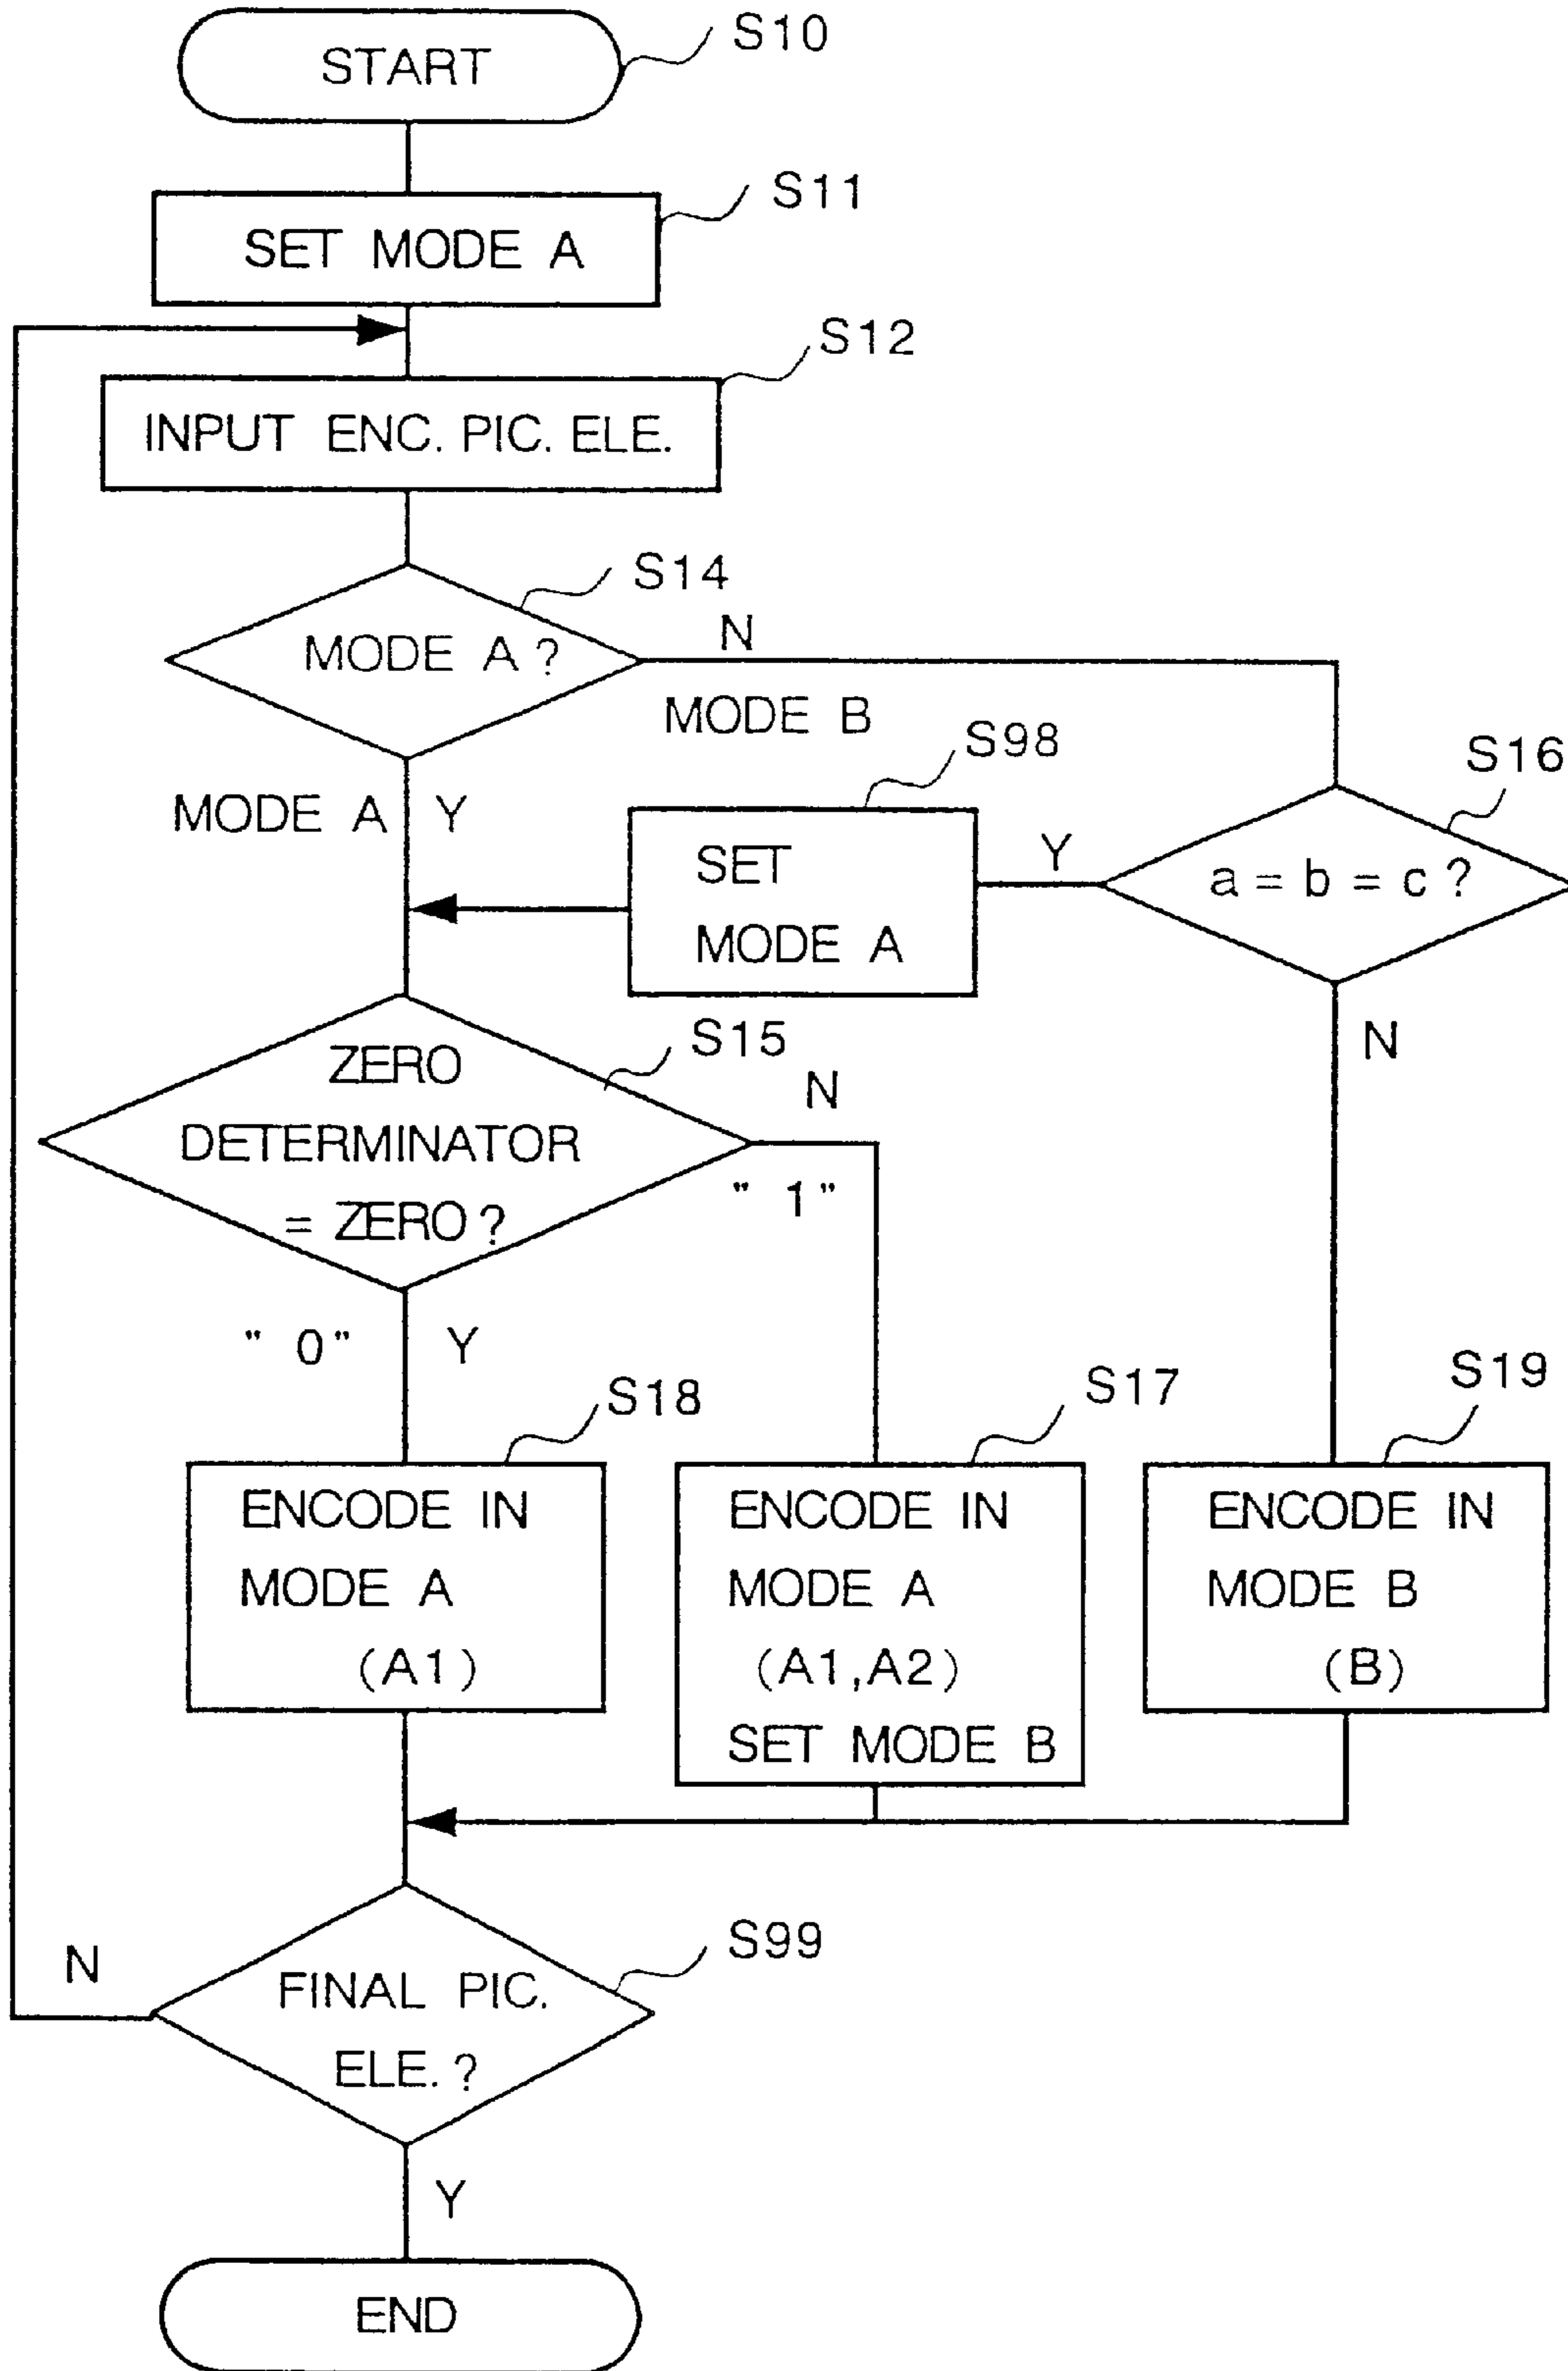 START
S10
SET MODE A
S11
S12
INPUT ENC. PIC. ELE.
S14
MODE A ?
N
MODE B
S98
S16
MODE A
Y
SET
MODE A
Y
a = b = c ?
N
S15
ZERO
DETERMINATOR
= ZERO ?
N
" 1"
" 0"
Y
S18
S17
S19
ENCODE IN
MODE A
(A1)
ENCODE IN
MODE A
(A1,A2)
SET MODE B
ENCODE IN
MODE B
(B)
N
S99
FINAL PIC.
ELE. ?
Y
END